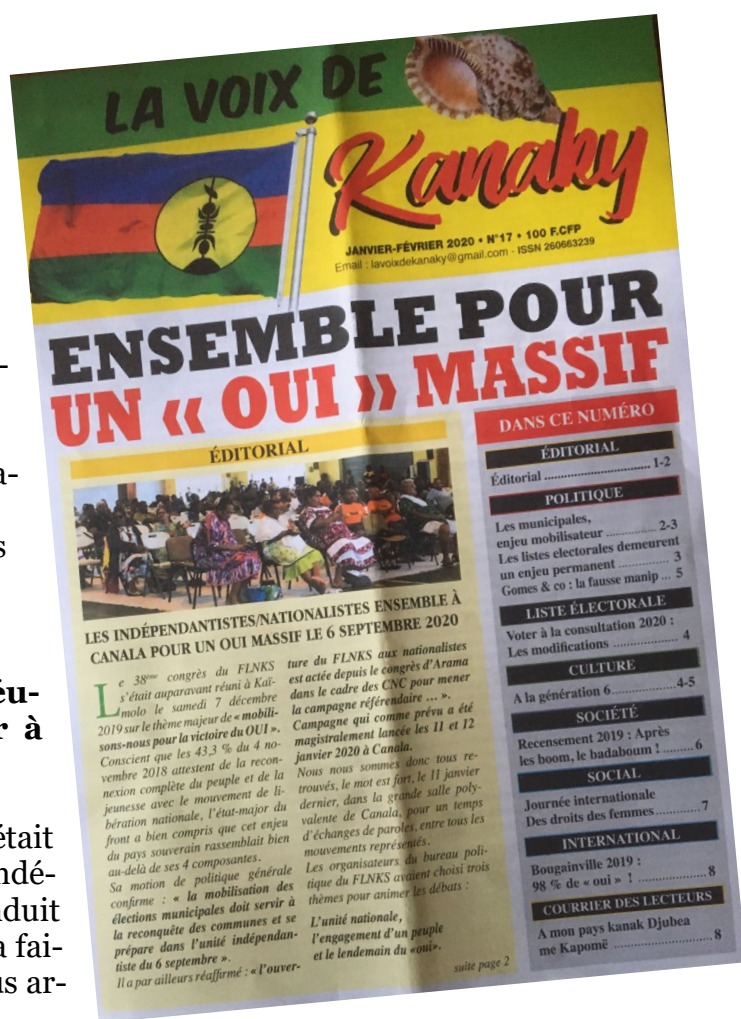 LA VOIX DE
Kanaky
JANVIER-FÉVRIER 2020 • N°17 • 100 F.CFP
Email : lavoixdekanaky@gmail.com - ISSN 260663239
ENSEMBLE POUR
UN « OUI » MASSIF
ÉDITORIAL
LES INDÉPENDANTISTES/NATIONALISTES ENSEMBLE À
CANALA POUR UN OUI MASSIF LE 6 SEPTEMBRE 2020
Le 38ème congrès du FLNKS
s'était auparavant réuni à Kaï-
molo le samedi 7 décembre
2019 sur le thème majeur de « mobili-
sons-nous pour la victoire du OUI ».
Conscient que les 43,3 % du 4 no-
vembre 2018 attestent de la recon-
nexion complète du peuple et de la
jeunesse avec le mouvement de li-
bération nationale, l'état-major du
front a bien compris que cet enjeu
du pays souverain rassemblait bien
au-delà de ses 4 composantes.
Sa motion de politique générale
confirme : « la mobilisation des
élections municipales doit servir à
la reconquête des communes et se
prépare dans l'unité indépendan-
tiste du 6 septembre ».
Il a par ailleurs réaffirmé : « l'ouver-
ture du FLNKS aux nationalistes
est actée depuis le congrès d'Arama
dans le cadre des CNC pour mener
la campagne référendaire ... ».
Campagne qui comme prévu a été
magistralement lancée les 11 et 12
janvier 2020 à Canala.
Nous nous sommes donc tous re-
trouvés, le mot est fort, le 11 janvier
dernier, dans la grande salle poly-
valente de Canala, pour un temps
d'échanges de paroles, entre tous les
mouvements représentés.
Les organisateurs du bureau poli-
tique du FLNKS avaient choisi trois
thèmes pour animer les débats :
L'unité nationale,
l'engagement d'un peuple
et le lendemain du «oui».
suite page 2
DANS CE NUMÉRO
ÉDITORIAL
Éditorial ........ 1-2
POLITIQUE
Les municipales,
enjeu mobilisateur ........ 2-3
Les listes electorales demeurent
un enjeu permanent ........ 3
Gomes & co : la fausse manip ... 5
LISTE ÉLECTORALE
Voter à la consultation 2020 :
Les modifications ........ 4
CULTURE
A la génération 6 ........ 4-5
SOCIÉTÉ
Recensement 2019 : Après
les boom, le badaboum ! ........ 6
SOCIAL
Journée internationale
Des droits des femmes ........ 7
INTERNATIONAL
Bougainville 2019 :
98 % de « oui » ! ........ 8
COURRIER DES LECTEURS
A mon pays kanak Djubea
me Kapomë ........ 8
-
a-
s
éu-
r à
était
ndé-
nduit
a fai-
us ar-